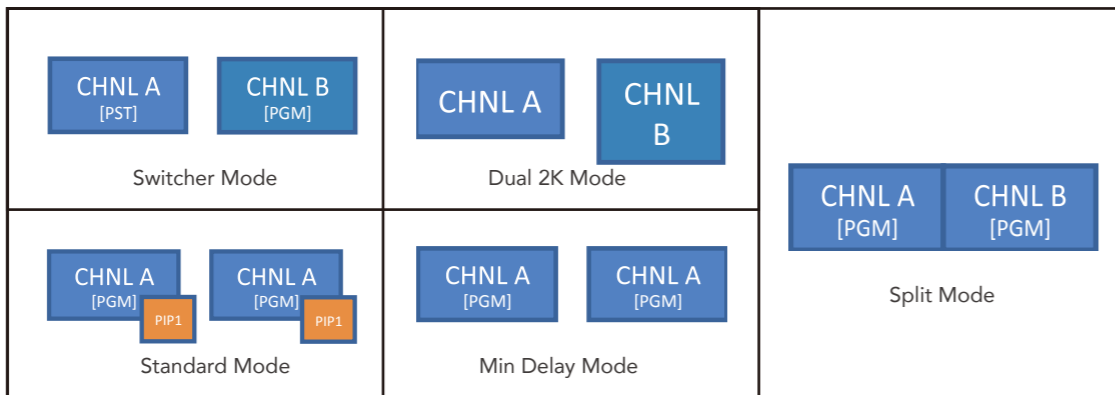 CHNL A
[PST]
CHNL B
[PGM]
Switcher Mode
CHNL A
CHNL
B
Dual 2K Mode
CHNL A
[PGM]
PIP1
CHNL A
[PGM]
PIP1
Standard Mode
CHNL A
[PGM]
CHNL A
[PGM]
Min Delay Mode
CHNL A
[PGM]
CHNL B
[PGM]
Split Mode